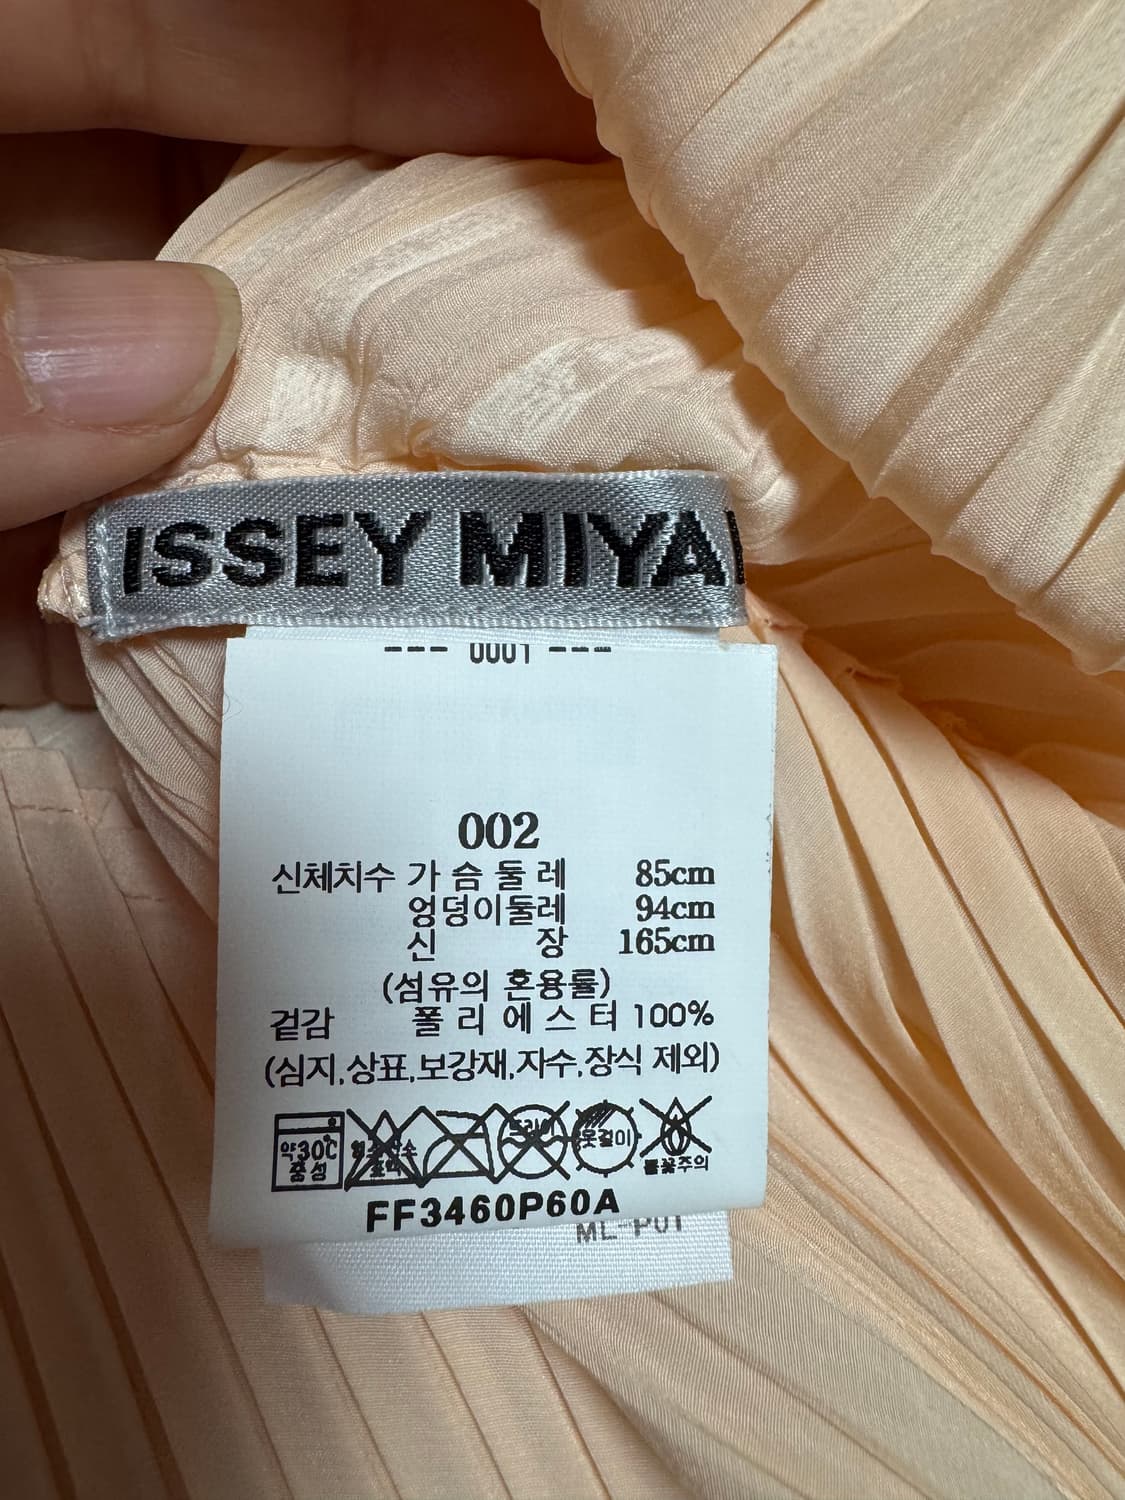 ISSEY MIYA
--- 0001 ---
002
신체치수 가 슴 둘 레 85cm
엉덩이둘레 94cm
신 장 165cm
(섬유의 혼용률)
겉감 폴 리 에 스 터 100%
(심지,상표,보강재,자수,장식 제외)
약30℃ 중성
드라이
옷걸이
불꽃주의
FF3460P60A
ML-P01